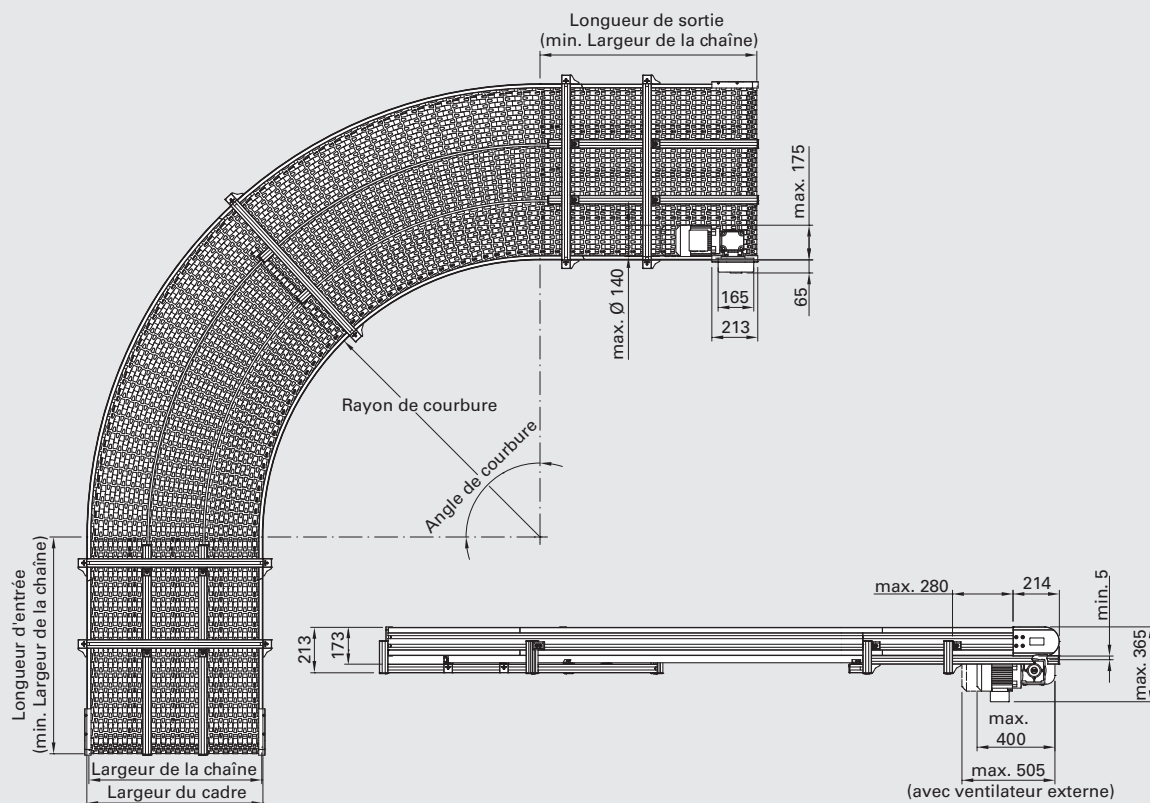 Longueur de sortie
(min. Largeur de la chaîne)
max. 175
65
max. Ø 140
165
213
Rayon de courbure
Angle de courbure
Longueur d'entrée
(min. Largeur de la chaîne)
max. 280
214
min. 5
213
173
max. 365
max.
400
max. 505
(avec ventilateur externe)
Largeur de la chaîne
Largeur du cadre